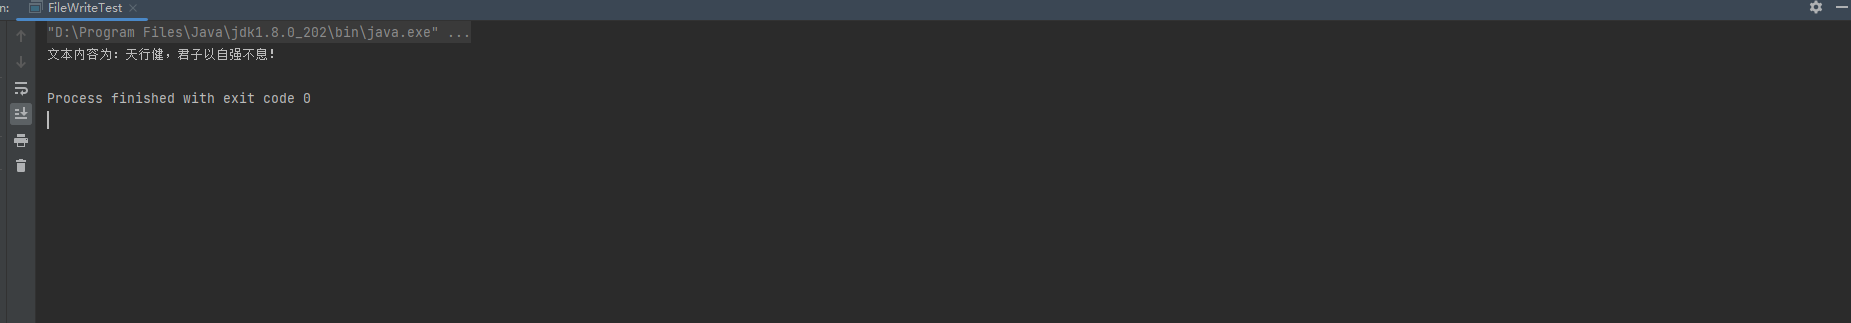 n:
FileWriteTest
"D:\Program Files\Java\jdk1.8.0_202\bin\java.exe" ...
文本内容为：天行健，君子以自强不息！
Process finished with exit code 0